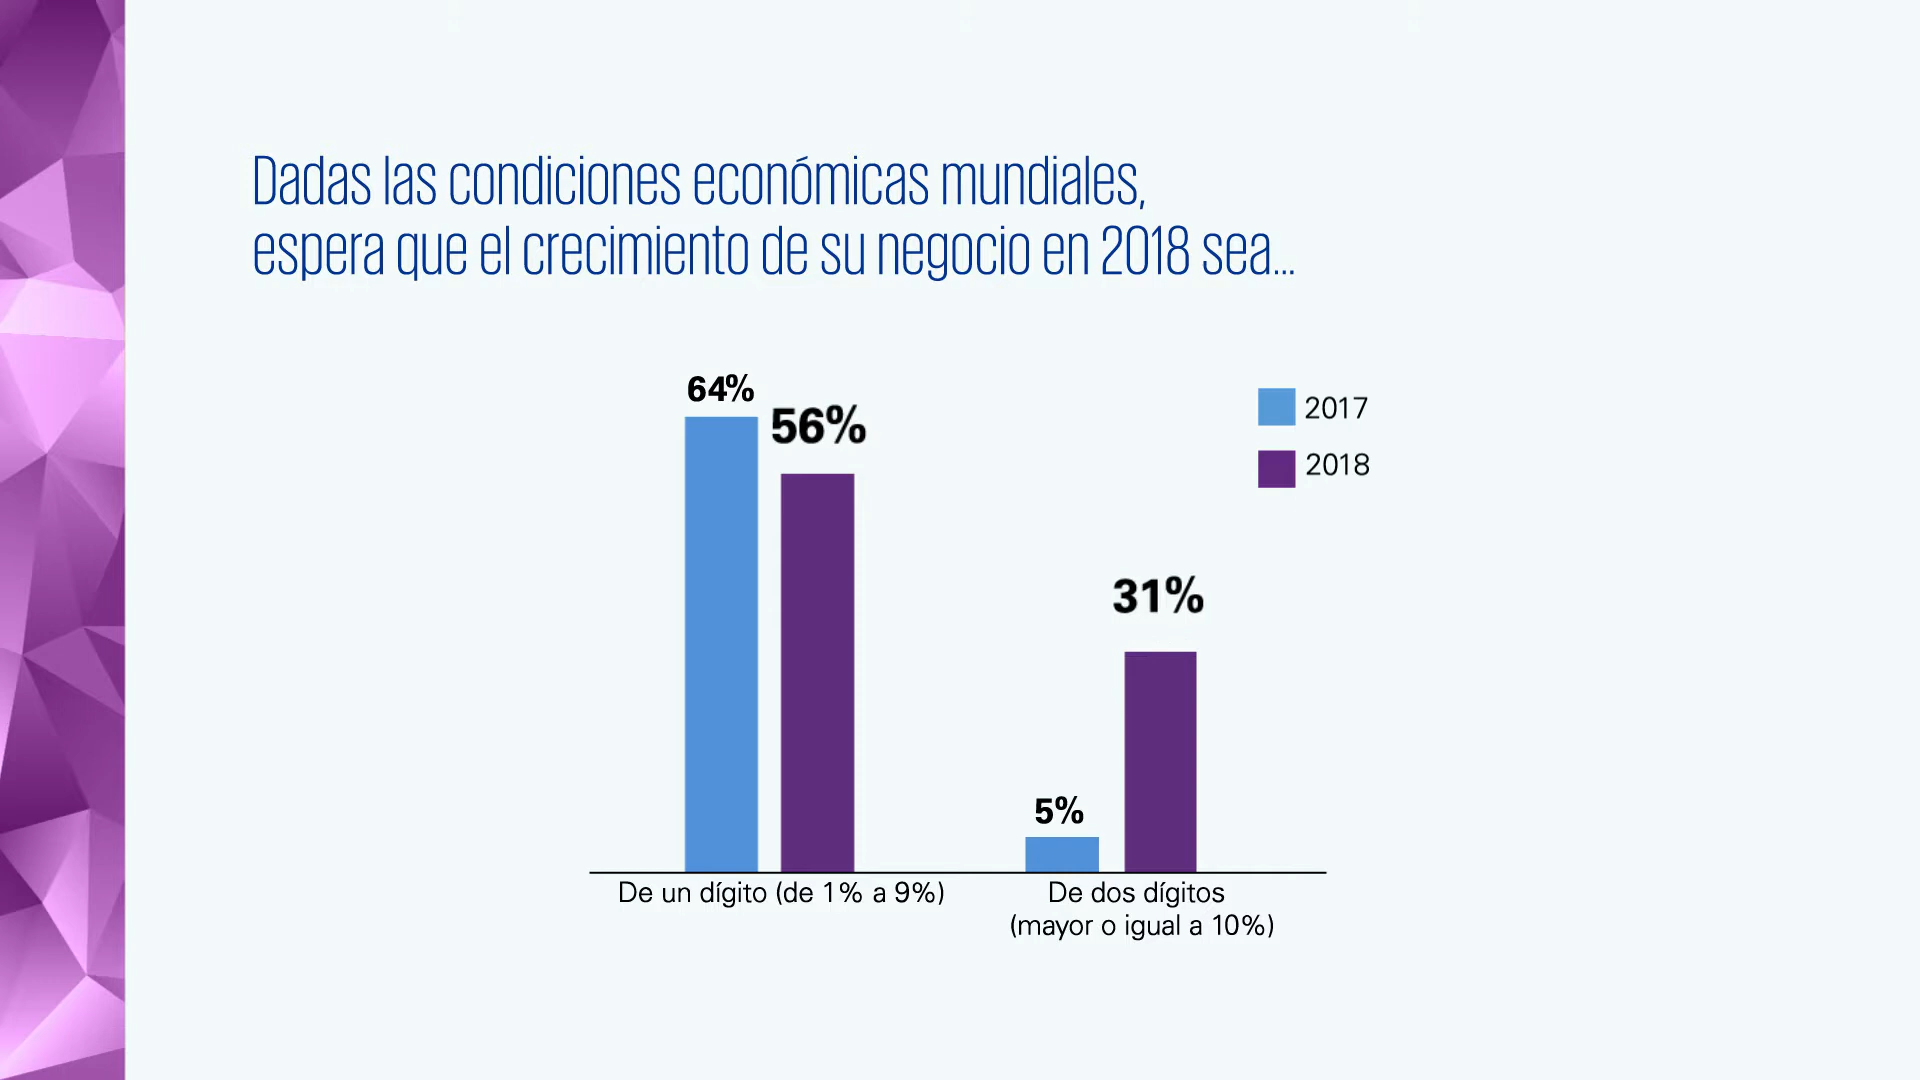 Dadas las condiciones económicas mundiales,
espera que el crecimiento de su negocio en 2018 sea...
64%
56%
2017
2018
31%
5%
De un dígito (de 1% a 9%)
De dos dígitos
(mayor o igual a 10%)